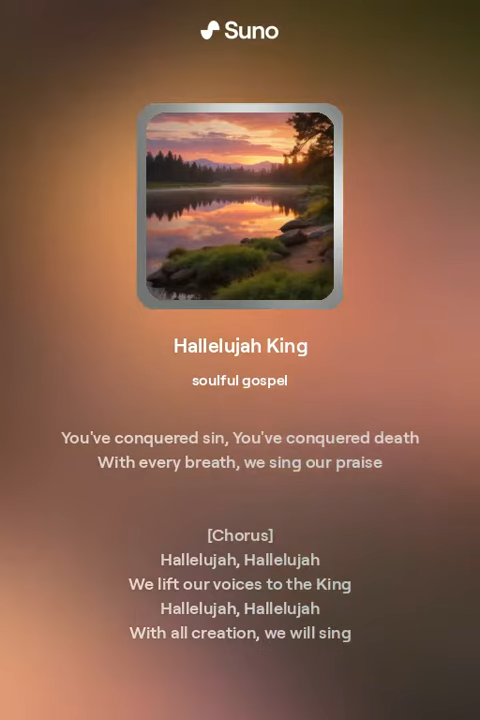 Suno
Hallelujah King
soulful gospel
You've conquered sin, You've conquered death
With every breath, we sing our praise
[Chorus]
Hallelujah, Hallelujah
We lift our voices to the King
Hallelujah, Hallelujah
With all creation, we will sing